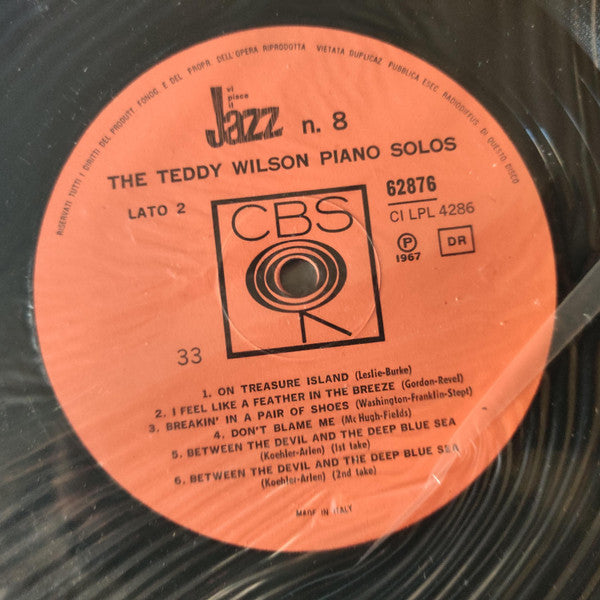 RISERVATI TUTTI I DIRITTI DEL PRODUTT. FONOG. E DEL PROPR. DELL'OPERA RIPRODOTTA VIETATA DUPLICAZ. PUBBLICA ESEC. RADIODIFFUS. DI QUESTO DISCO
vi
piace
il
Jazz n. 8
THE TEDDY WILSON PIANO SOLOS
LATO 2
CBS
62876
CI LPL 4286
P
1967
DR
33
1. ON TREASURE ISLAND (Leslie-Burke)
2. I FEEL LIKE A FEATHER IN THE BREEZE (Gordon-Revel)
3. BREAKIN' IN A PAIR OF SHOES (Washington-Franklin-Stept)
4. DON'T BLAME ME (Mc Hugh-Fields)
5. BETWEEN THE DEVIL AND THE DEEP BLUE SEA
(Koehler-Arlen) (1st take)
6. BETWEEN THE DEVIL AND THE DEEP BLUE SEA
(Koehler-Arlen) (2nd take)
MADE IN ITALY